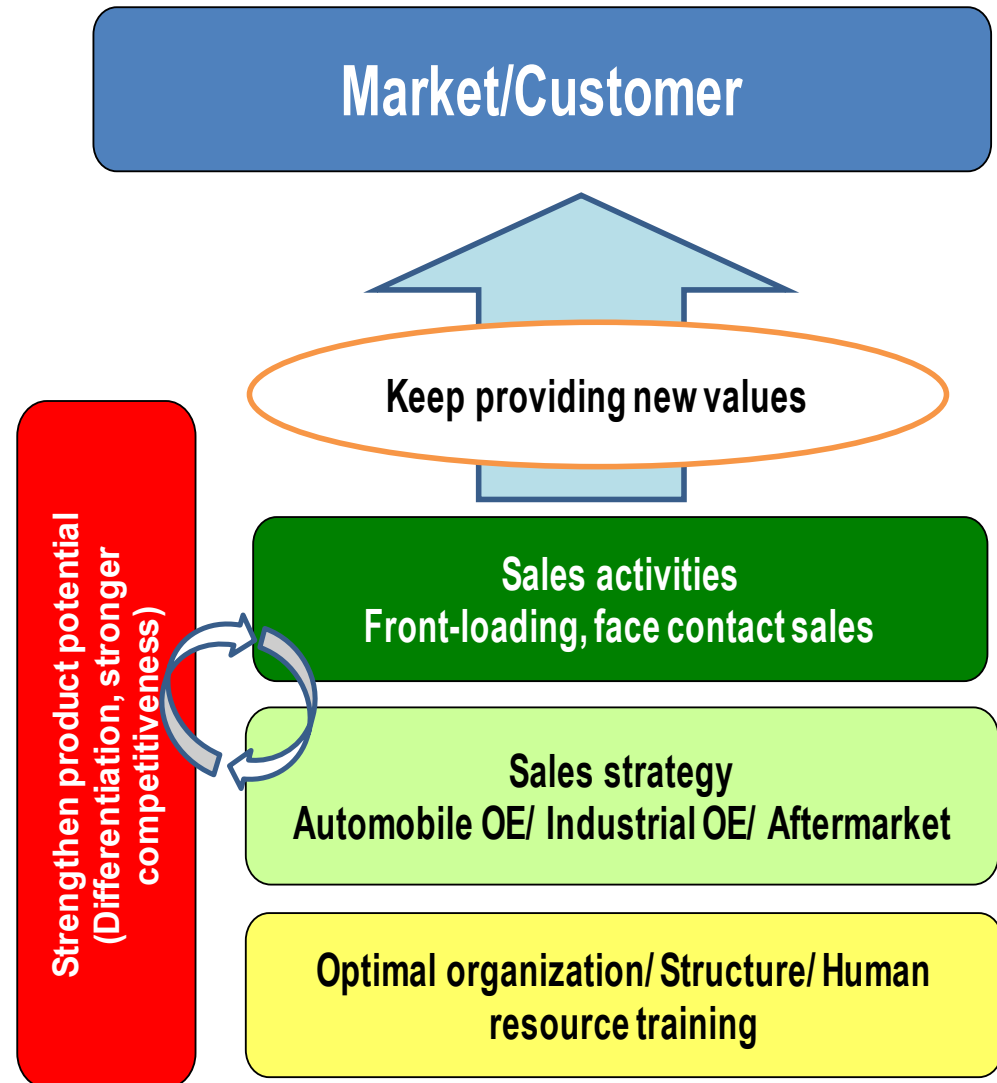 Market/Customer
Keep providing new values
Strengthen product potential
(Differentiation, stronger
competitiveness)
Sales activities
Front-loading, face contact sales
Sales strategy
Automobile OE/ Industrial OE/ Aftermarket
Optimal organization/ Structure/ Human
resource training